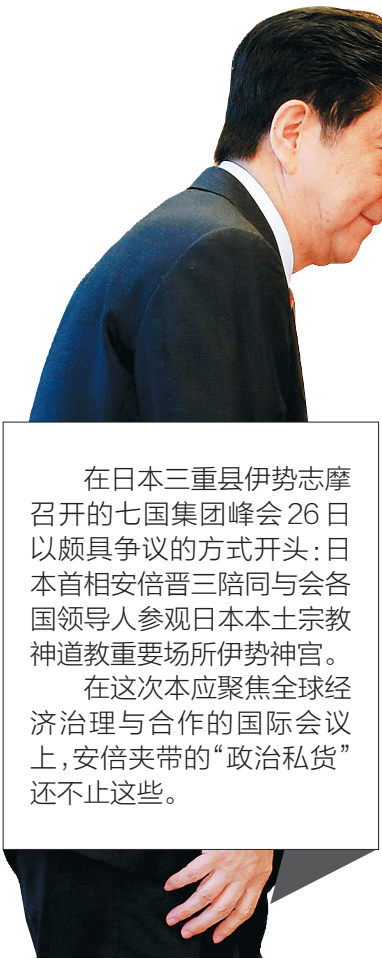 在日本三重县伊势志摩
召开的七国集团峰会26日
以颇具争议的方式开头：日
本首相安倍晋三陪同与会各
国领导人参观日本本土宗教
神道教重要场所伊势神宫。
在这次本应聚焦全球经
济治理与合作的国际会议
上，安倍夹带的“政治私货”
还不止这些。